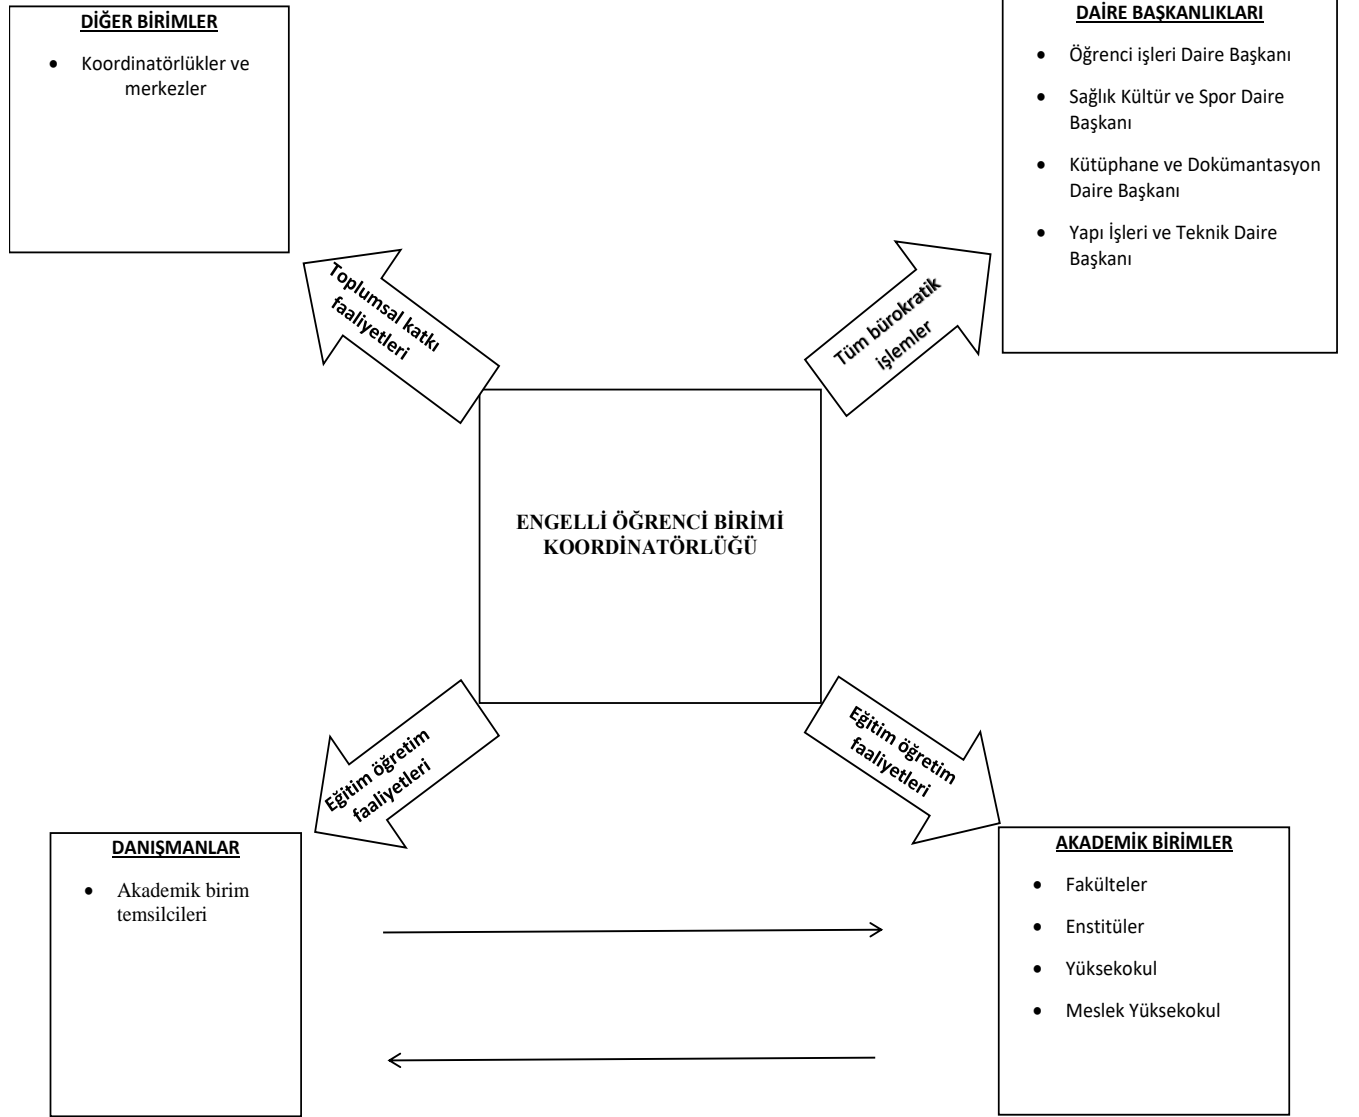 DİĞER BİRİMLER
• Koordinatörlükler ve
merkezler
DAİRE BAŞKANLIKLARI
• Öğrenci işleri Daire Başkanı
• Sağlık Kültür ve Spor Daire
Başkanı
• Kütüphane ve Dokümantasyon
Daire Başkanı
• Yapı İşleri ve Teknik Daire
Başkanı
Toplumsal katkı
faaliyetleri
Tüm bürokratik
işlemler
ENGELLİ ÖĞRENCİ BİRİMİ
KOORDİNATÖRLÜĞÜ
Eğitim öğretim
faaliyetleri
Eğitim öğretim
faaliyetleri
DANIŞMANLAR
• Akademik birim
temsilcileri
AKADEMİK BİRİMLER
• Fakülteler
• Enstitüler
• Yüksekokul
• Meslek Yüksekokul